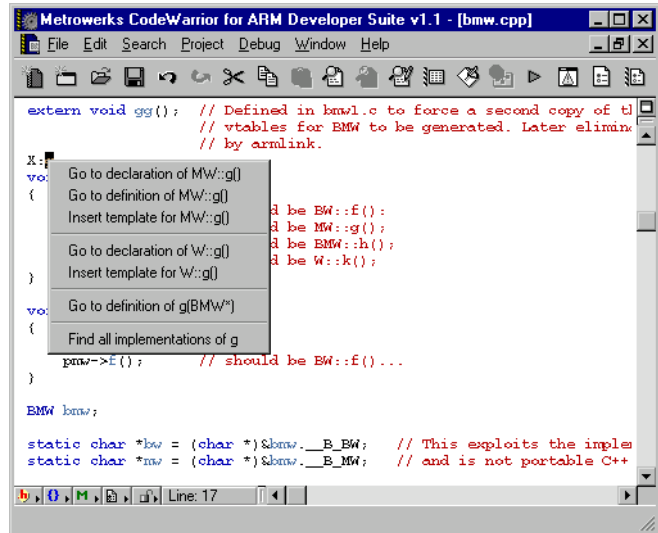 Metrowerks CodeWarrior for ARM Developer Suite v1.1 - [bmw.cpp]
File Edit Search Project Debug Window Help
extern void gg(); // Defined in bmw1.c to force a second copy of
// vtables for BMW to be generated. Later
// by armlink.
X:
Go to declaration of MW::g()
{ Go to definition of MW::g()
Insert template for MW::g() d be BW::f():
d be MW::g();
Go to declaration of W::g() d be BMW::h();
Insert template for W::g() d be W::k();
}
Go to definition of g(BMW*)
{
Find all implementations of g
pmw->f(); // should be BW::f()...
}
BMW bmw;
static char *bw = (char *)&bmw.__B_BW; // This exploits the
static char *mw = (char *)&bmw.__B_MW; // and is not portable C++
{} M Line: 17